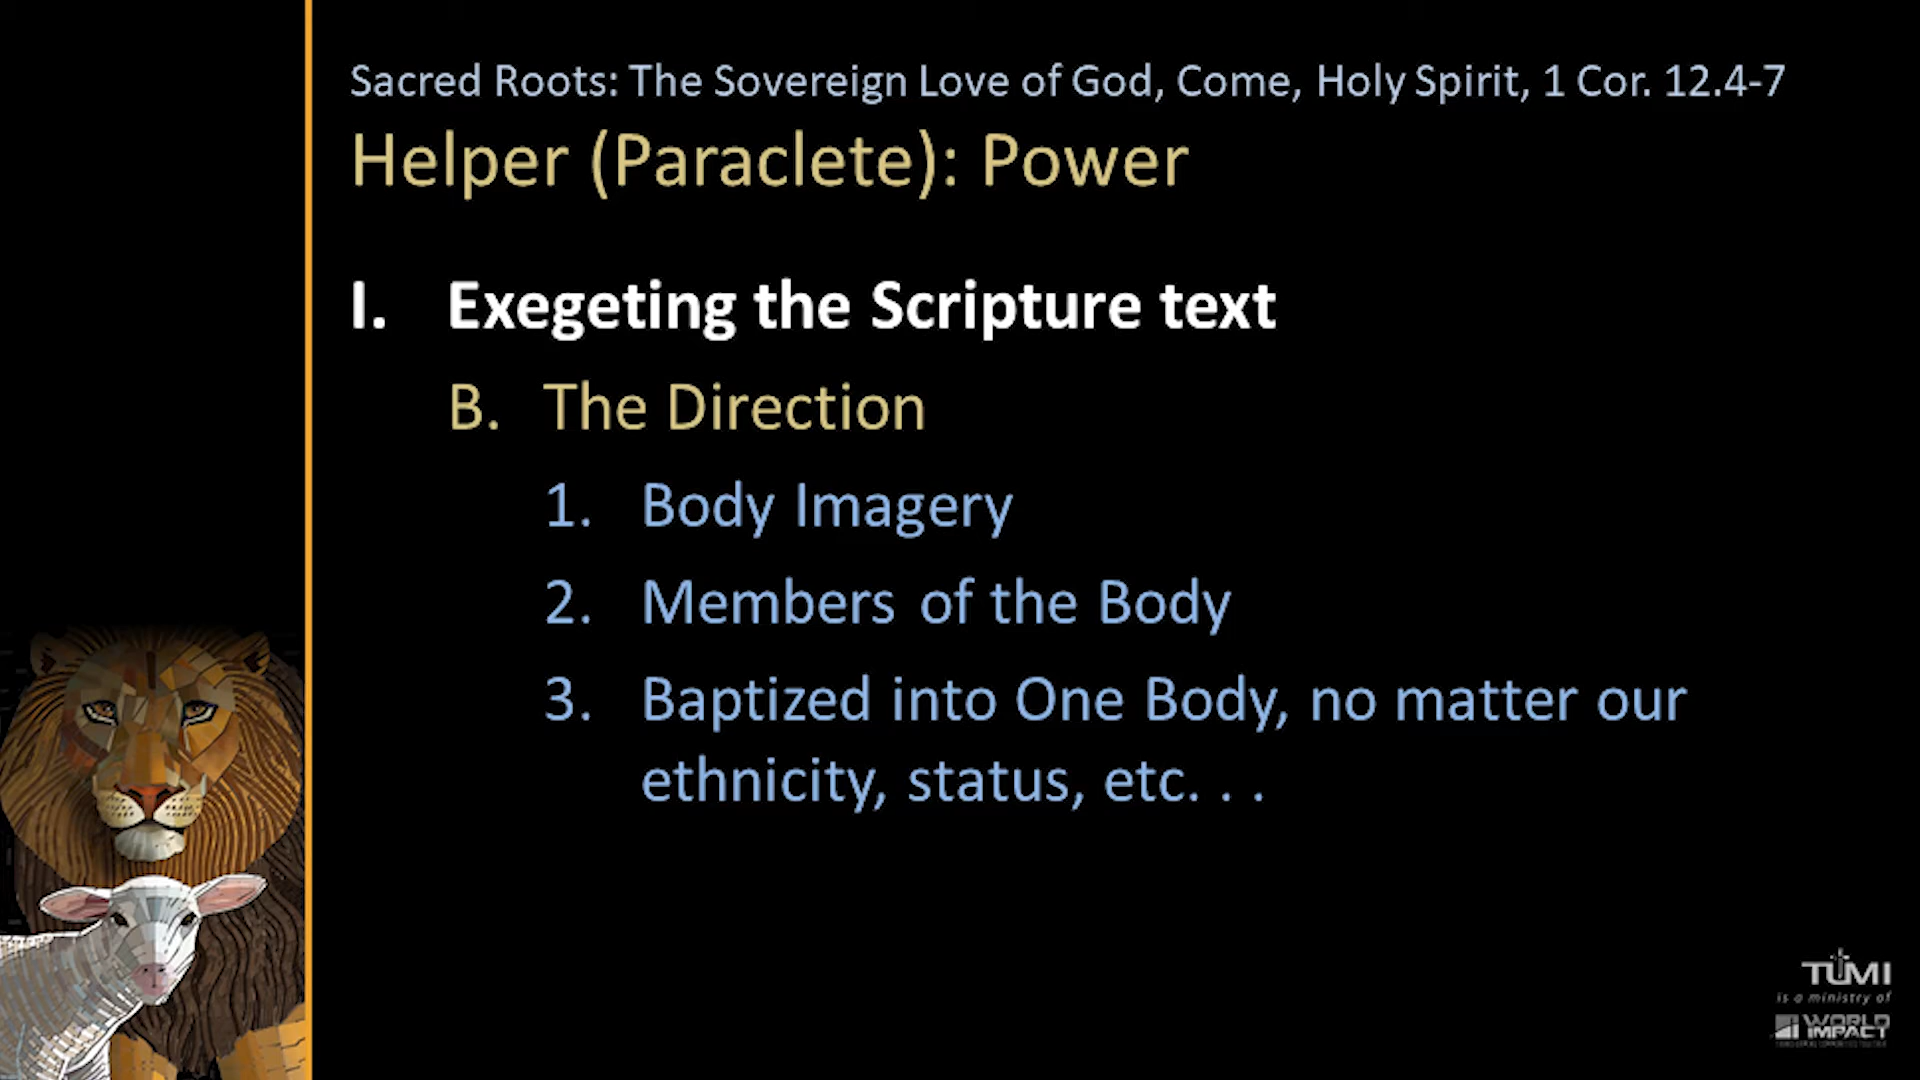 Sacred Roots: The Sovereign Love of God, Come, Holy Spirit, 1 Cor. 12.4-7
Helper (Paraclete): Power
I. Exegeting the Scripture text
B. The Direction
1. Body Imagery
2. Members of the Body
3. Baptized into One Body, no matter our
ethnicity, status, etc. . .
TUMI
is a ministry of
WORLD
IMPACT